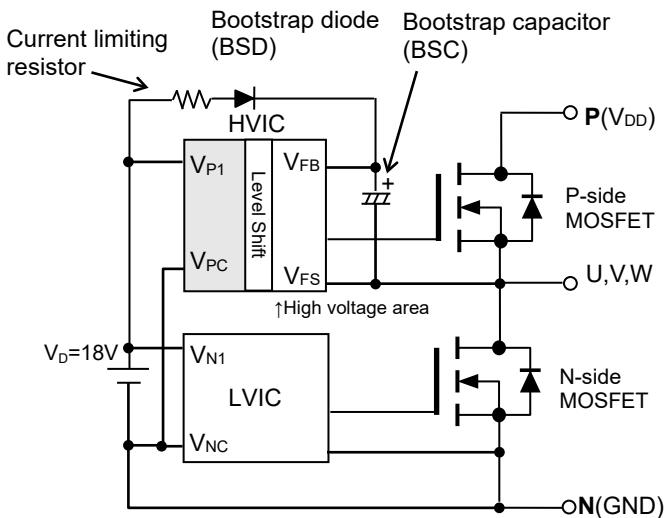 Bootstrap diode
(BSD)
Bootstrap capacitor
(BSC)
Current limiting
resistor
HVIC
P(VDD)
VP1
VFB
Level Shift
+
P-side
MOSFET
VPC
VFS
U,V,W
↑High voltage area
VD=18V
VN1
LVIC
N-side
MOSFET
VNC
N(GND)